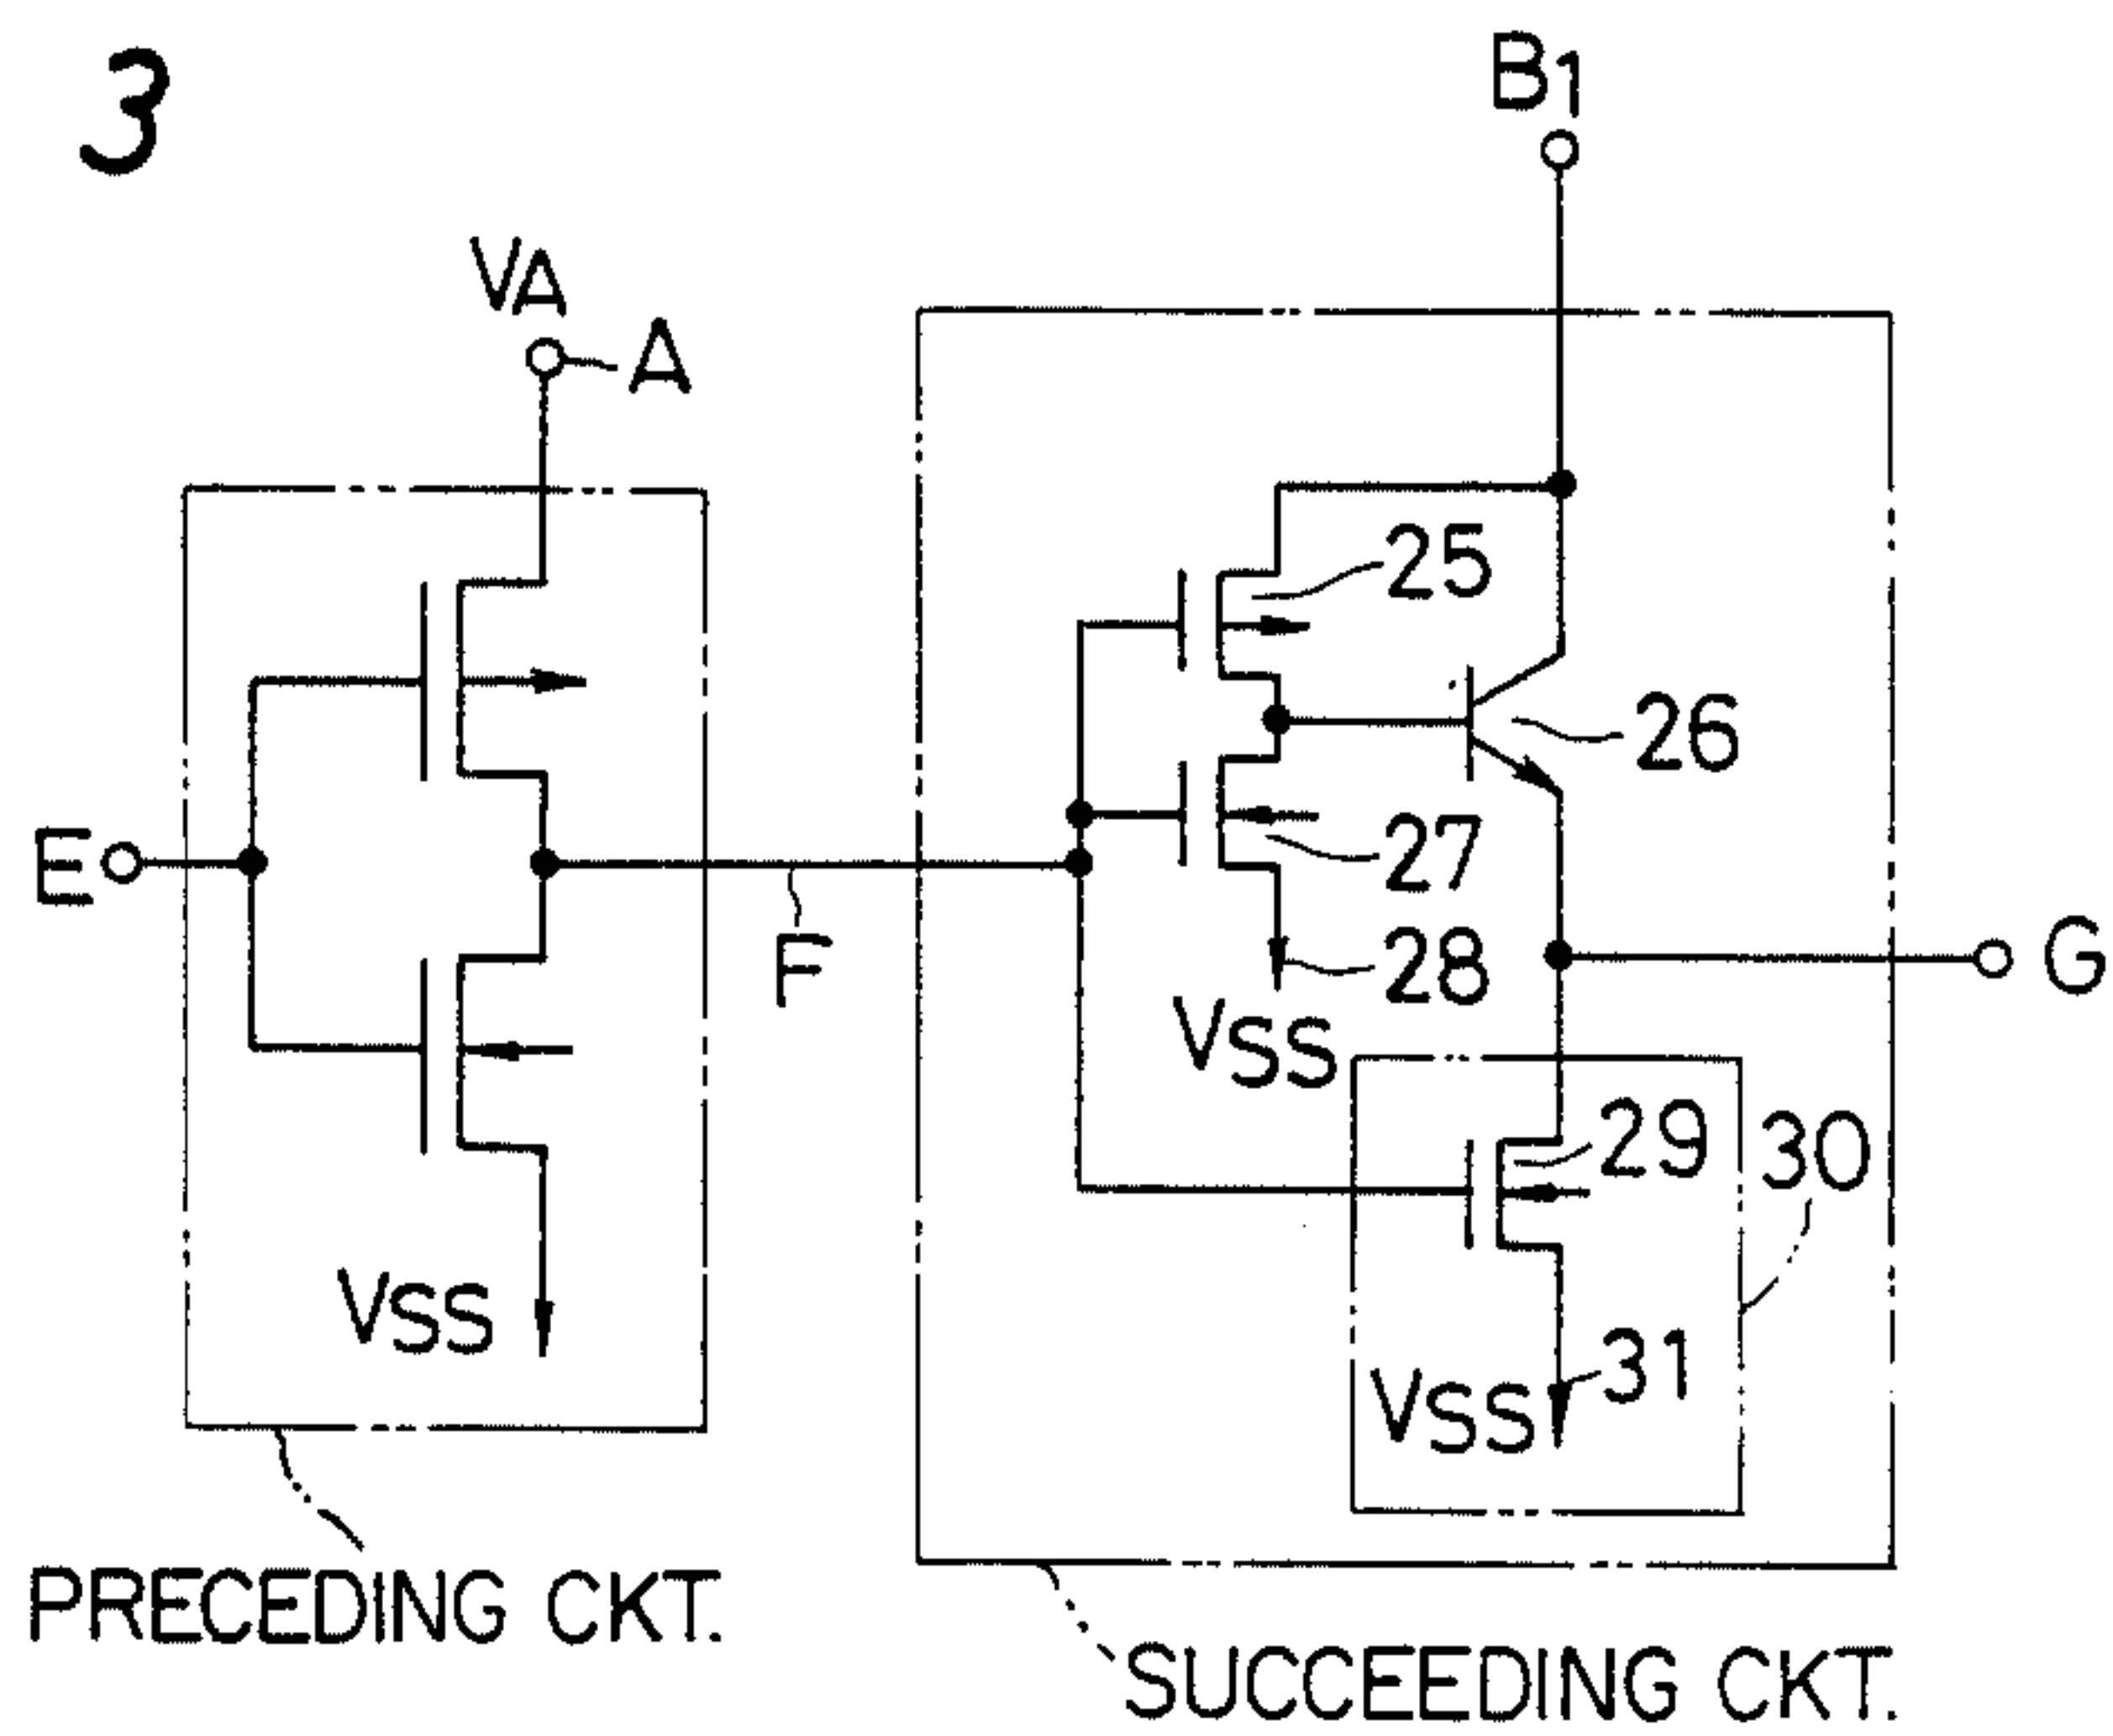 3
B1
VA
A
25
26
E
27
F
28
G
VSS
29
30
VSS
31
VSS
PRECEDING CKT.
SUCCEEDING CKT.